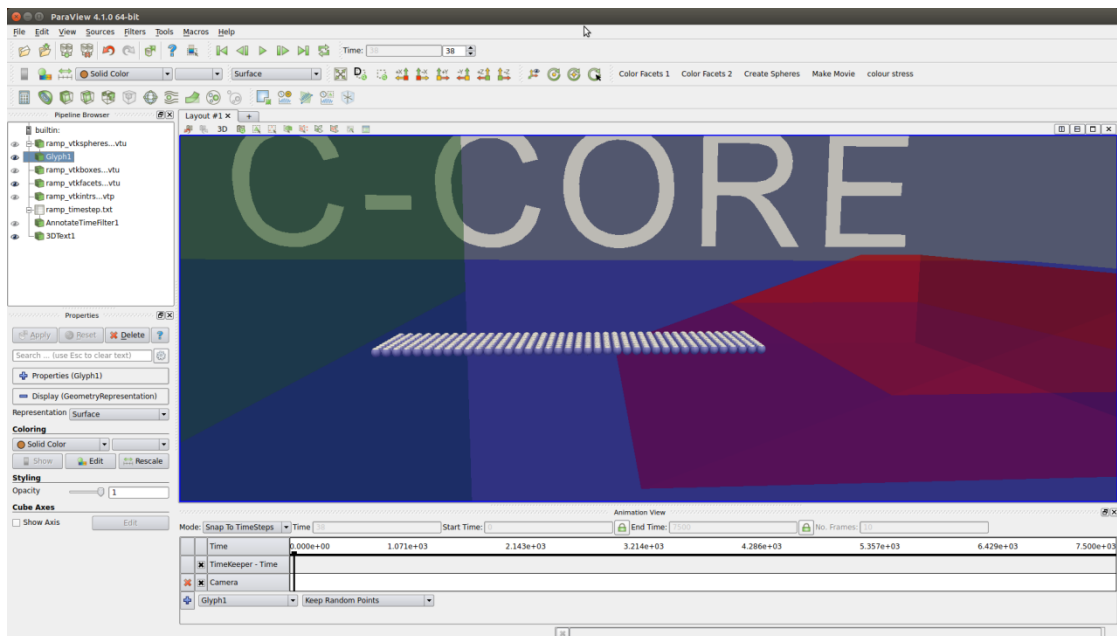 ParaView 4.1.0 64-bit
File Edit View Sources Filters Tools Macros Help
Time: 38 38
Solid Color Surface Color Facets 1 Color Facets 2 Create Spheres Make Movie colour stress
Pipeline Browser
Layout #1 × +
3D
builtin:
ramp_vtkspheres...vtu
Glyph1
ramp_vtkboxes...vtu
ramp_vtkfacets...vtu
ramp_vtkintrs...vtp
ramp_timestep.txt
AnnotateTimeFilter1
3DText1
C-CORE
Properties
Apply Reset Delete ?
Search ... (use Esc to clear text)
Properties (Glyph1)
Display (GeometryRepresentation)
Representation Surface
Coloring
Solid Color
Show Edit Rescale
Styling
Opacity 1
Cube Axes
Show Axis Edit
Animation View
Mode: Snap To TimeSteps Time 38 Start Time: 0 End Time: 7500 No. Frames: 10
Time 0.000e+00 1.071e+03 2.143e+03 3.214e+03 4.286e+03 5.357e+03 6.429e+03 7.500e+03
TimeKeeper - Time
Camera
Glyph1 Keep Random Points